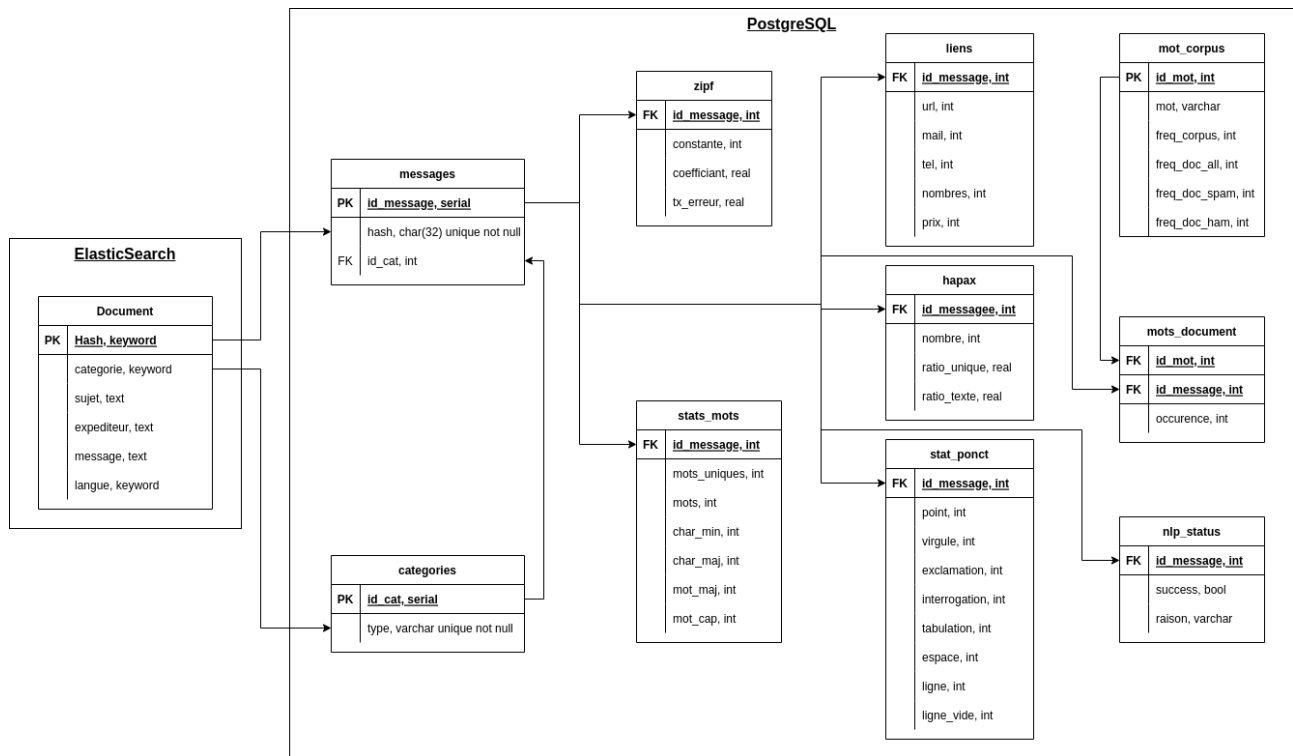 PostgreSQL
ElasticSearch
Document
PK Hash, keyword
categorie, keyword
sujet, text
expediteur, text
message, text
langue, keyword
messages
PK id_message, serial
hash, char(32) unique not null
FK id_cat, int
categories
PK id_cat, serial
type, varchar unique not null
zipf
FK id_message, int
constante, int
coefficiant, real
tx_erreur, real
stats_mots
FK id_message, int
mots_uniques, int
mots, int
char_min, int
char_maj, int
mot_maj, int
mot_cap, int
liens
FK id_message, int
url, int
mail, int
tel, int
nombres, int
prix, int
hapax
FK id_messagee, int
nombre, int
ratio_unique, real
ratio_texte, real
stat_ponct
FK id_message, int
point, int
virgule, int
exclamation, int
interrogation, int
tabulation, int
espace, int
ligne, int
ligne_vide, int
mot_corpus
PK id_mot, int
mot, varchar
freq_corpus, int
freq_doc_all, int
freq_doc_spam, int
freq_doc_ham, int
mots_document
FK id_mot, int
FK id_message, int
occurence, int
nlp_status
FK id_message, int
success, bool
raison, varchar